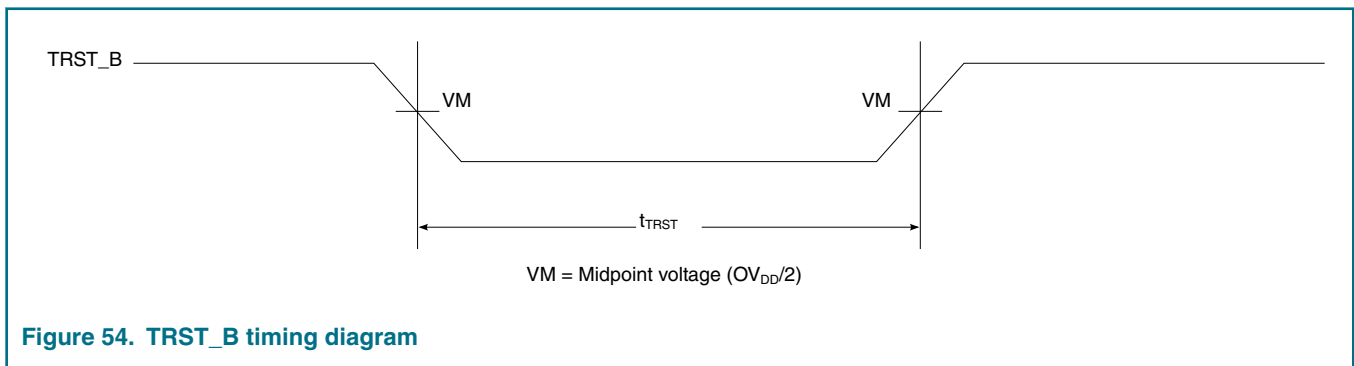 TRST_B
VM VM
tTRST
VM = Midpoint voltage (OVDD/2)
Figure 54. TRST_B timing diagram